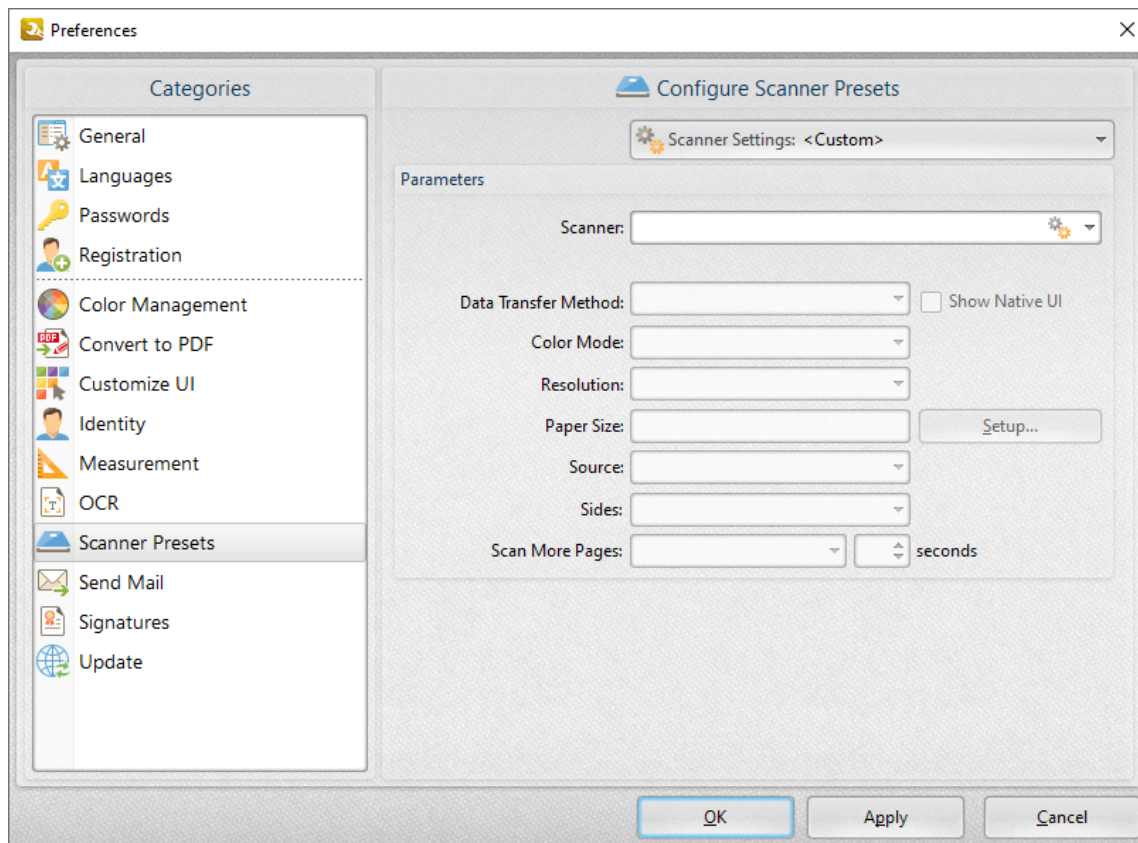 Preferences
Categories
General
Languages
Passwords
Registration
Color Management
Convert to PDF
Customize UI
Identity
Measurement
OCR
Scanner Presets
Send Mail
Signatures
Update
Configure Scanner Presets
Scanner Settings: <Custom>
Parameters
Scanner:
Data Transfer Method: Show Native UI
Color Mode:
Resolution:
Paper Size: Setup...
Source:
Sides:
Scan More Pages: seconds
OK Apply Cancel